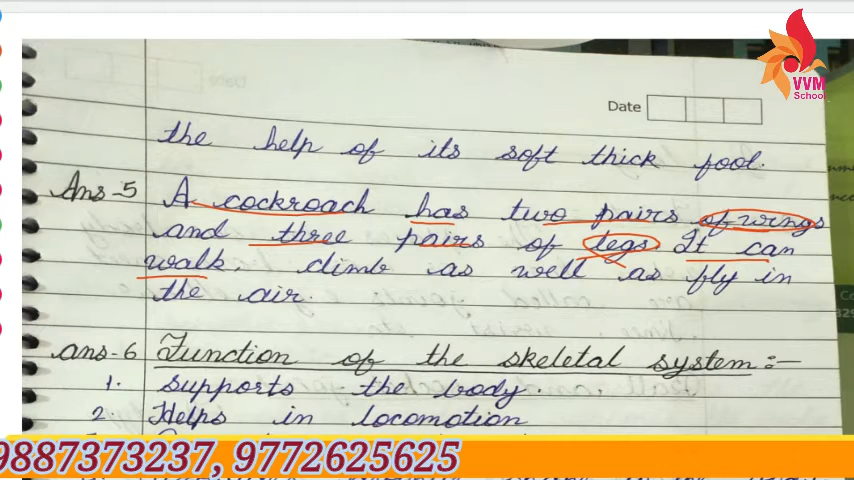 VVM
School
Date
the help of its soft thick foot.
Ans-5 A cockroach has two pairs of wings
and three pairs of legs It can
walk, climb as well as fly in
the air.
ans-6 Function of the skeletal system:-
1. supports the body.
2. Helps in locomotion
9887373237, 9772625625